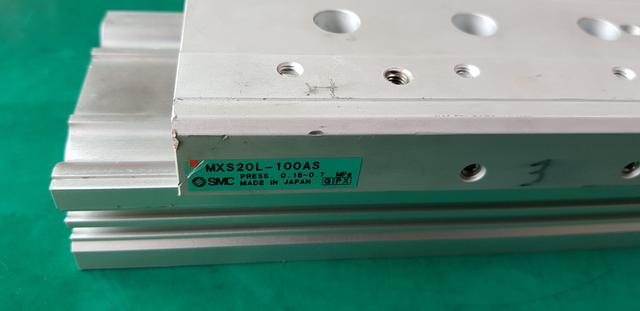 MXS20L-100AS
PRESS. 0.15~0.7 MPa
SMC MADE IN JAPAN
3